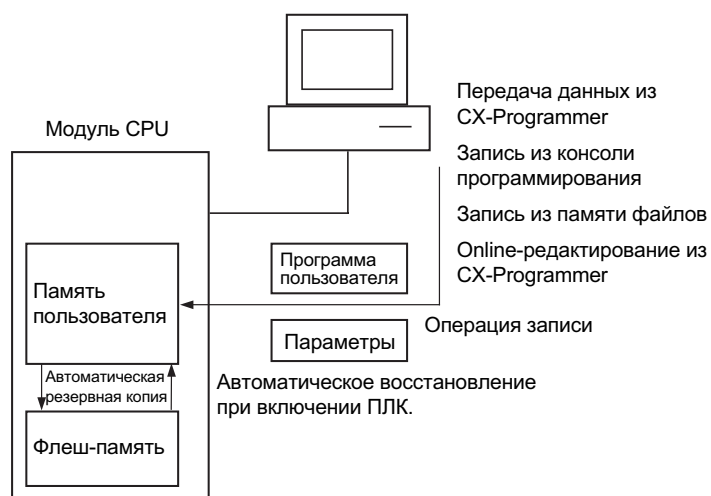 Модуль CPU
Передача данных из
CX-Programmer
Запись из консоли
программирования
Запись из памяти файлов
Online-редактирование из
CX-Programmer
Программа
пользователя
Память
пользователя
Операция записи
Параметры
Автоматическая
резервная копия
Автоматическое восстановление
при включении ПЛК.
Флеш-память